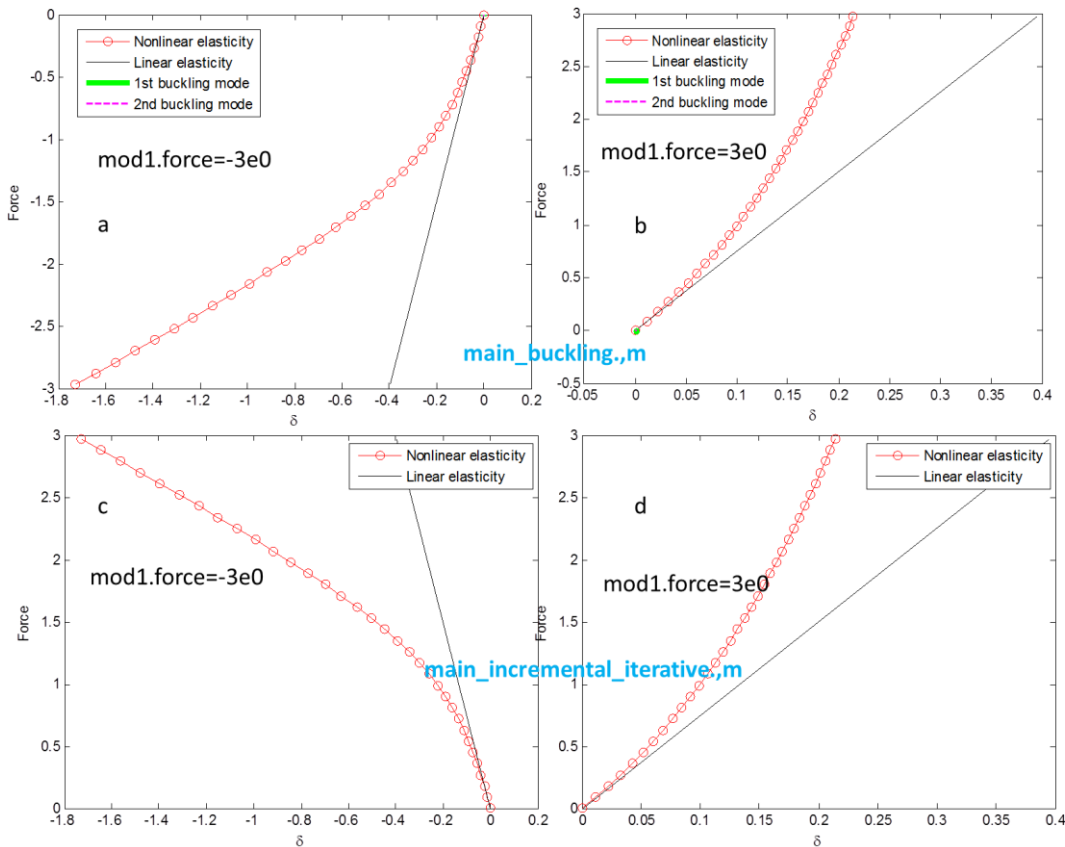 0
-0.5
-1
-1.5
-2
-2.5
-3
Force
Nonlinear elasticity
Linear elasticity
1st buckling mode
2nd buckling mode
mod1.force=-3e0
a
-1.8 -1.6 -1.4 -1.2 -1 -0.8 -0.6 -0.4 -0.2 0 0.2
δ
3
2.5
2
1.5
1
0.5
0
-0.5
Force
Nonlinear elasticity
Linear elasticity
1st buckling mode
2nd buckling mode
mod1.force=3e0
b
-0.05 0 0.05 0.1 0.15 0.2 0.25 0.3 0.35 0.4
δ
main_buckling.,m
3
2.5
2
1.5
1
0.5
0
Force
Nonlinear elasticity
Linear elasticity
c
mod1.force=-3e0
-1.8 -1.6 -1.4 -1.2 -1 -0.8 -0.6 -0.4 -0.2 0 0.2
δ
3
2.5
2
1.5
1
0.5
0
Force
Nonlinear elasticity
Linear elasticity
d
mod1.force=3e0
0 0.05 0.1 0.15 0.2 0.25 0.3 0.35 0.4
δ
main_incremental_iterative.,m